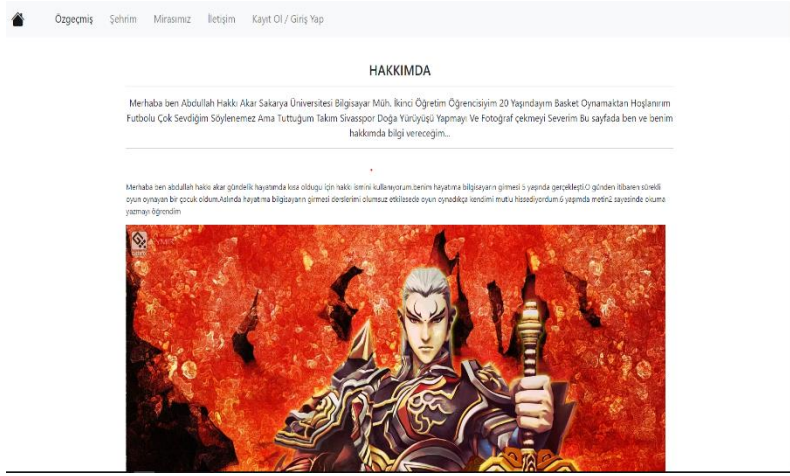 Özgeçmiş Şehrim Mirasımız İletişim Kayıt Ol / Giriş Yap
HAKKIMDA
Merhaba ben Abdullah Hakkı Akar Sakarya Üniversitesi Bilgisayar Müh. İkinci Öğretim Öğrencisiyim 20 Yaşındayım Basket Oynamaktan Hoşlanırım
Futbolu Çok Sevdiğim Söylenemez Ama Tuttuğum Takım Sivasspor Doğa Yürüyüşü Yapmayı Ve Fotoğraf çekmeyi Severim Bu sayfada ben ve benim
hakkımda bilgi vereceğim...
Merhaba ben abdullah hakkı akar gündelik hayatımda kısa oldugu için hakkı ismini kullanıyorum.benim hayatıma bilgisayarın girmesi 5 yaşında gerçekleşti.O günden itibaren sürekli
oyun oynayan bir çocuk oldum.Aslında hayatıma bilgisayarın girmesi derslerimi olumsuz etkilesede oyun oynadıkça kendimi mutlu hissediyordum.6 yaşımda metin2 sayesinde okuma
yazmayı öğrendim